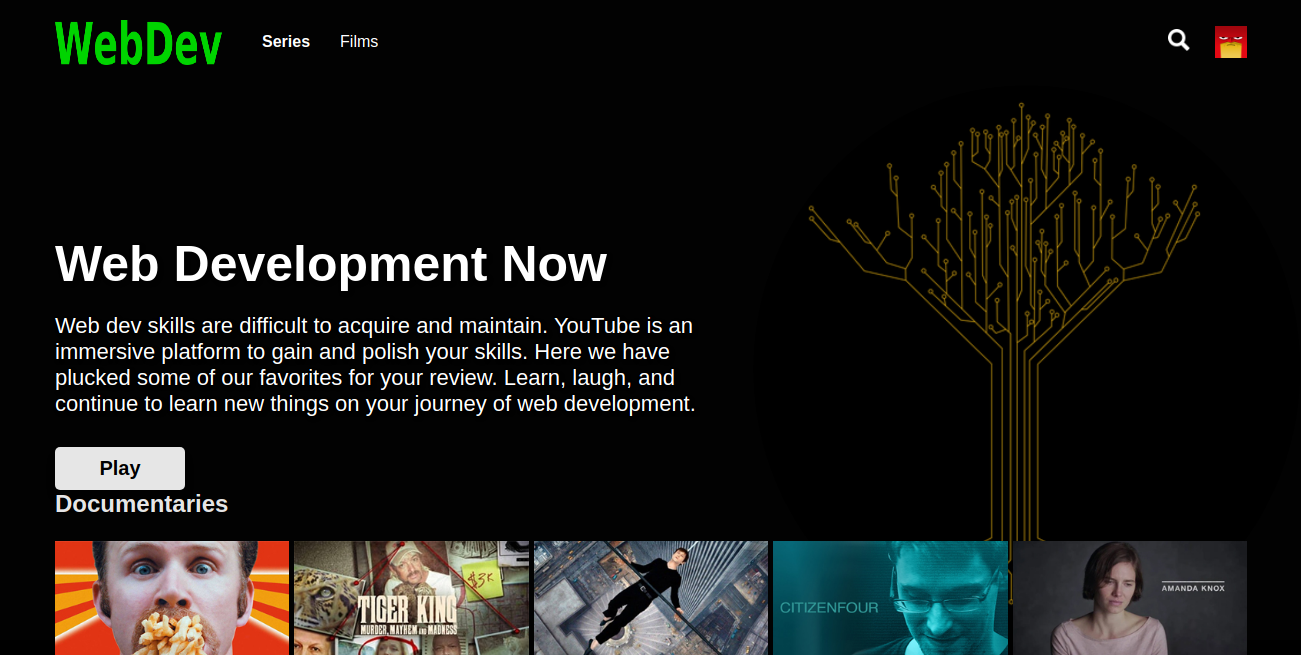 WebDev
Series
Films
Web Development Now
Web dev skills are difficult to acquire and maintain. YouTube is an
immersive platform to gain and polish your skills. Here we have
plucked some of our favorites for your review. Learn, laugh, and
continue to learn new things on your journey of web development.
Play
Documentaries
$3K
TIGER KING
MURDER, MAYHEM AND MADNESS
CITIZENFOUR
AMANDA KNOX